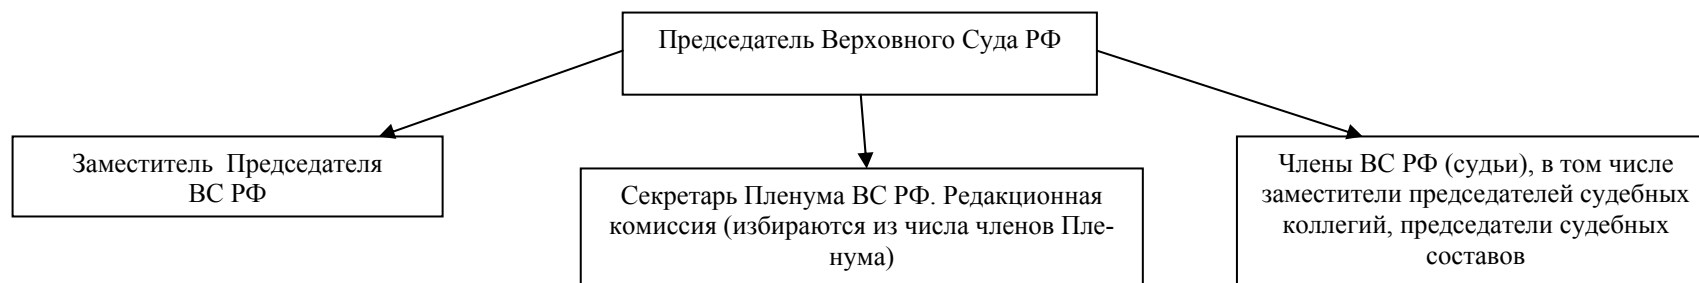 Председатель Верховного Суда РФ
Заместитель Председателя
ВС РФ
Секретарь Пленума ВС РФ. Редакционная
комиссия (избираются из числа членов Пле-
нума)
Члены ВС РФ (судьи), в том числе
заместители председателей судебных
коллегий, председатели судебных
составов